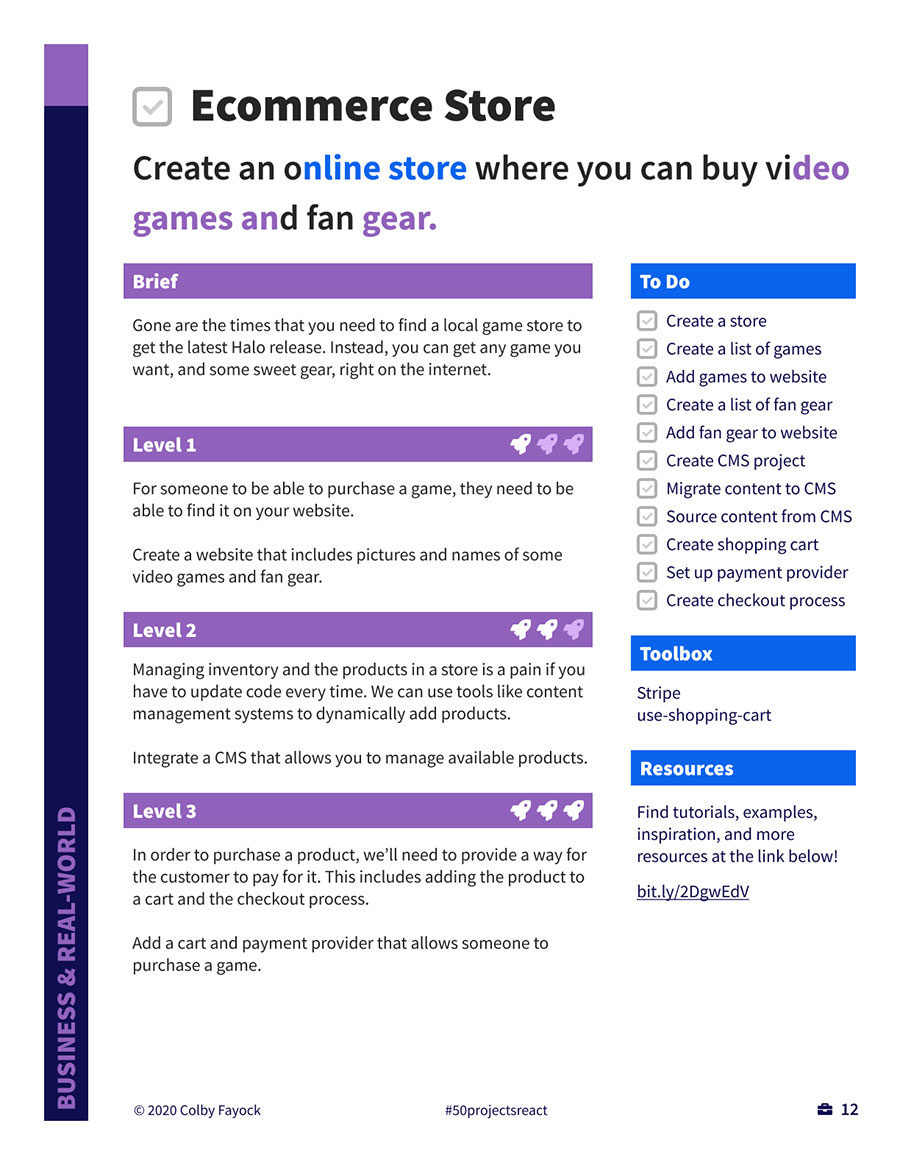 Ecommerce Store
Create an online store where you can buy video
games and fan gear.
Brief
Gone are the times that you need to find a local game store to
get the latest Halo release. Instead, you can get any game you
want, and some sweet gear, right on the internet.
Level 1
For someone to be able to purchase a game, they need to be
able to find it on your website.
Create a website that includes pictures and names of some
video games and fan gear.
Level 2
Managing inventory and the products in a store is a pain if you
have to update code every time. We can use tools like content
management systems to dynamically add products.
Integrate a CMS that allows you to manage available products.
Level 3
In order to purchase a product, we’ll need to provide a way for
the customer to pay for it. This includes adding the product to
a cart and the checkout process.
Add a cart and payment provider that allows someone to
purchase a game.
To Do
Create a store
Create a list of games
Add games to website
Create a list of fan gear
Add fan gear to website
Create CMS project
Migrate content to CMS
Source content from CMS
Create shopping cart
Set up payment provider
Create checkout process
Toolbox
Stripe
use-shopping-cart
Resources
Find tutorials, examples,
inspiration, and more
resources at the link below!
bit.ly/2DgwEdV
BUSINESS & REAL-WORLD
© 2020 Colby Fayock
#50projectsreact
12